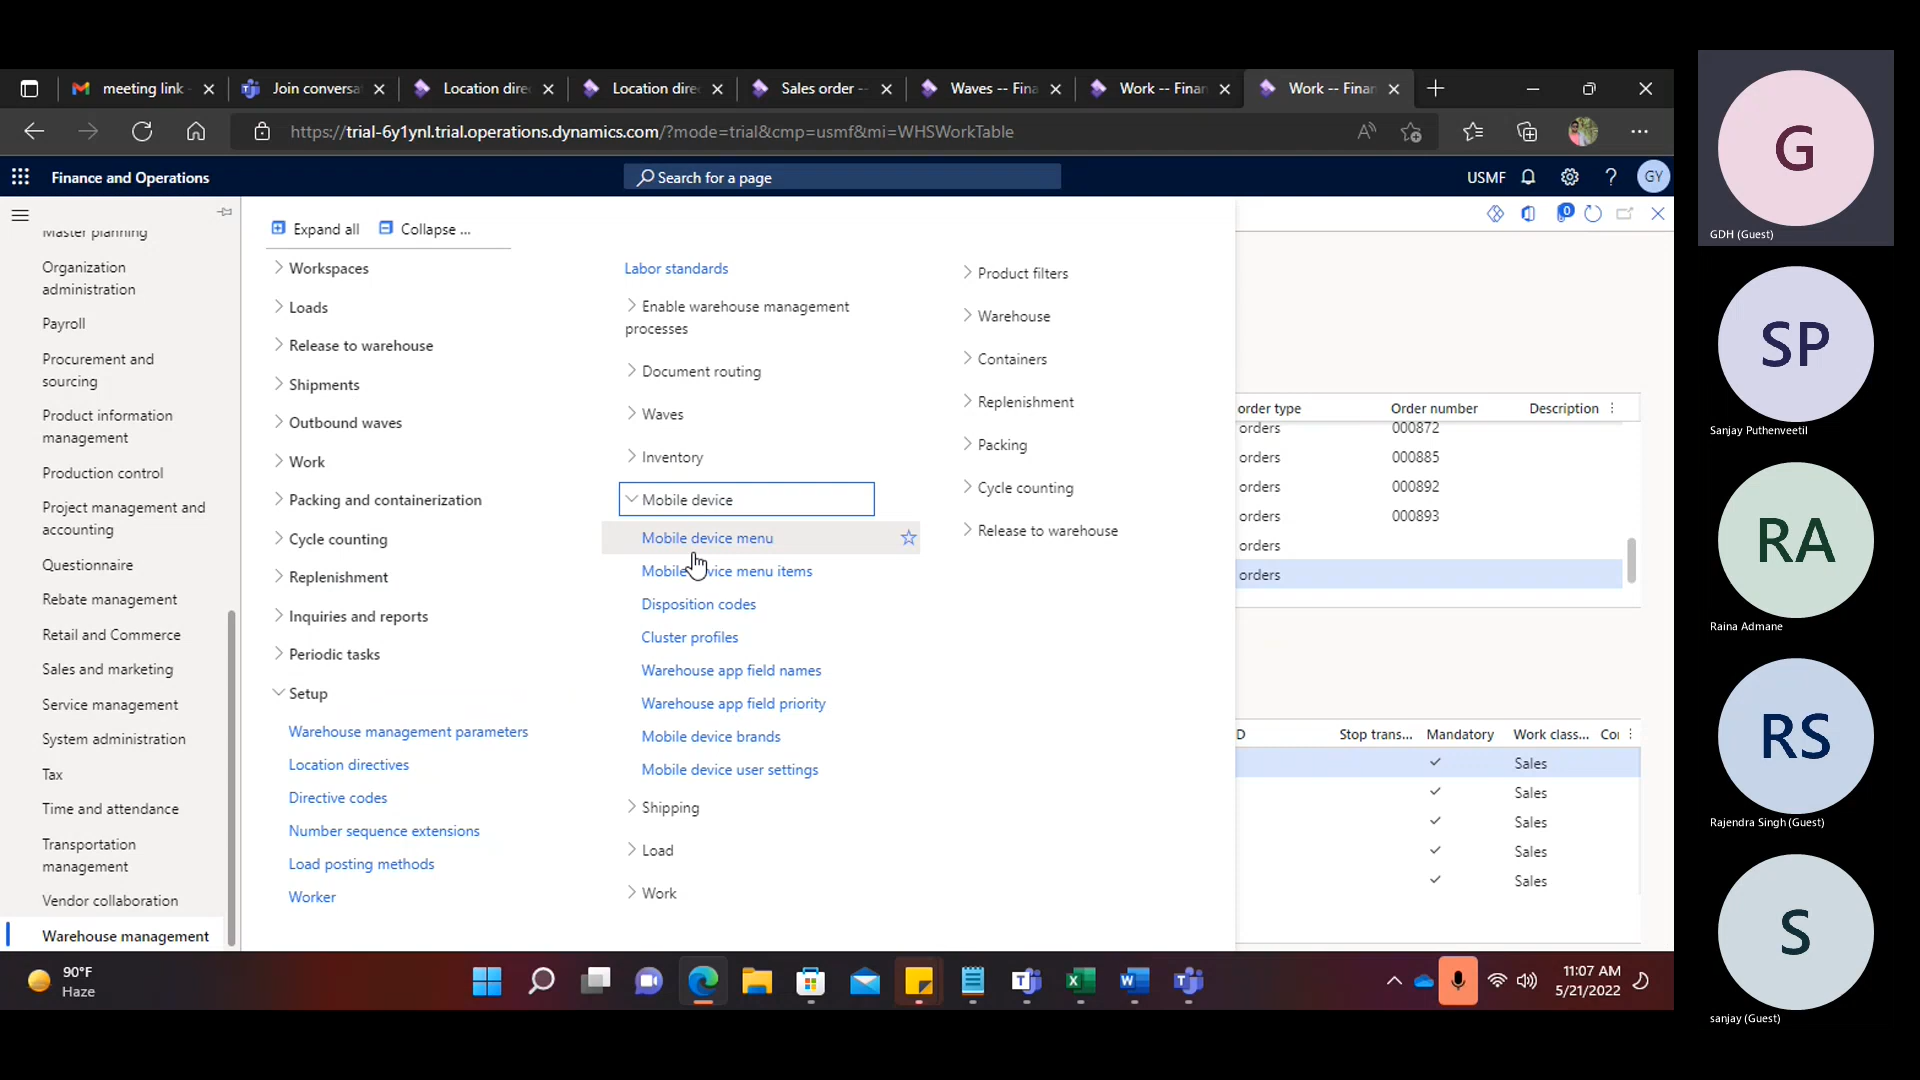 meeting link
Join conversa
Location dire
Location dire
Sales order --
Waves -- Fina
Work -- Finan
Work -- Finan
https://trial-6y1ynl.trial.operations.dynamics.com/?mode=trial&cmp=usmf&mi=WHSWorkTable
Finance and Operations
Search for a page
USMF
GY
0
Master planning
Organization
administration
Payroll
Procurement and
sourcing
Product information
management
Production control
Project management and
accounting
Questionnaire
Rebate management
Retail and Commerce
Sales and marketing
Service management
System administration
Tax
Time and attendance
Transportation
management
Vendor collaboration
Warehouse management
Expand all
Collapse ...
Workspaces
Loads
Release to warehouse
Shipments
Outbound waves
Work
Packing and containerization
Cycle counting
Replenishment
Inquiries and reports
Periodic tasks
Setup
Warehouse management parameters
Location directives
Directive codes
Number sequence extensions
Load posting methods
Worker
Labor standards
Enable warehouse management
processes
Document routing
Waves
Inventory
Mobile device
Mobile device menu
Mobile device menu items
Disposition codes
Cluster profiles
Warehouse app field names
Warehouse app field priority
Mobile device brands
Mobile device user settings
Shipping
Load
Work
Product filters
Warehouse
Containers
Replenishment
Packing
Cycle counting
Release to warehouse
order type Order number Description
orders 000872
orders 000885
orders 000892
orders 000893
orders
orders
D Stop trans... Mandatory Work class... Co
Sales
Sales
Sales
Sales
Sales
90°F
Haze
11:07 AM
5/21/2022
G
GDH (Guest)
SP
Sanjay Puthenveetil
RA
Raina Admane
RS
Rajendra Singh (Guest)
S
sanjay (Guest)